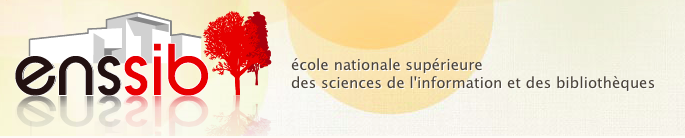 enssib
école nationale supérieure
des sciences de l'information et des bibliothèques